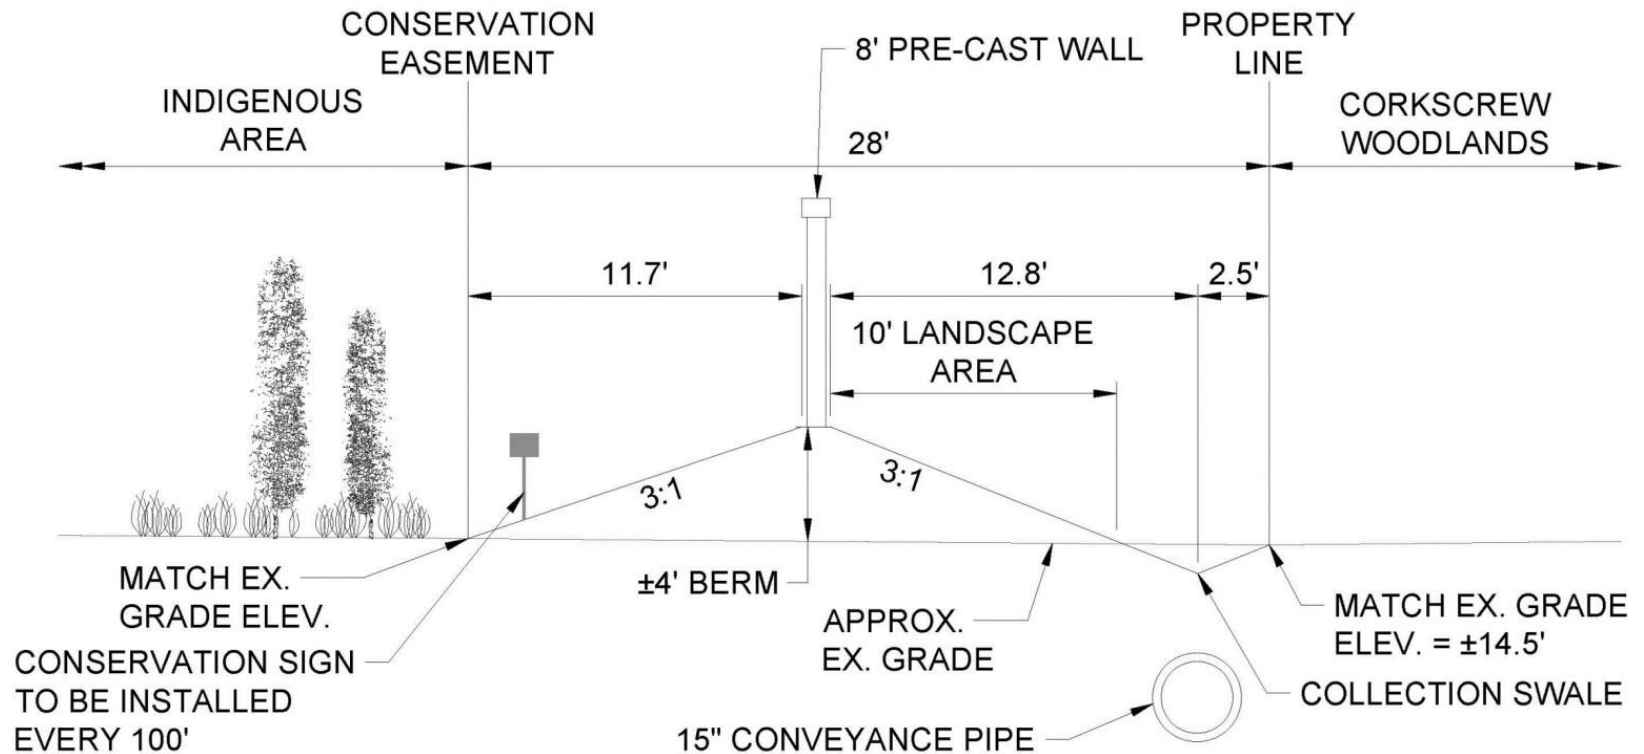 CONSERVATION
EASEMENT
PROPERTY
LINE
8' PRE-CAST WALL
INDIGENOUS
AREA
28'
CORKSCREW
WOODLANDS
11.7'
12.8'
2.5'
10' LANDSCAPE
AREA
3:1
3:1
MATCH EX.
GRADE ELEV.
±4' BERM
APPROX.
EX. GRADE
MATCH EX. GRADE
ELEV. = ±14.5'
CONSERVATION SIGN
TO BE INSTALLED
EVERY 100'
COLLECTION SWALE
15" CONVEYANCE PIPE